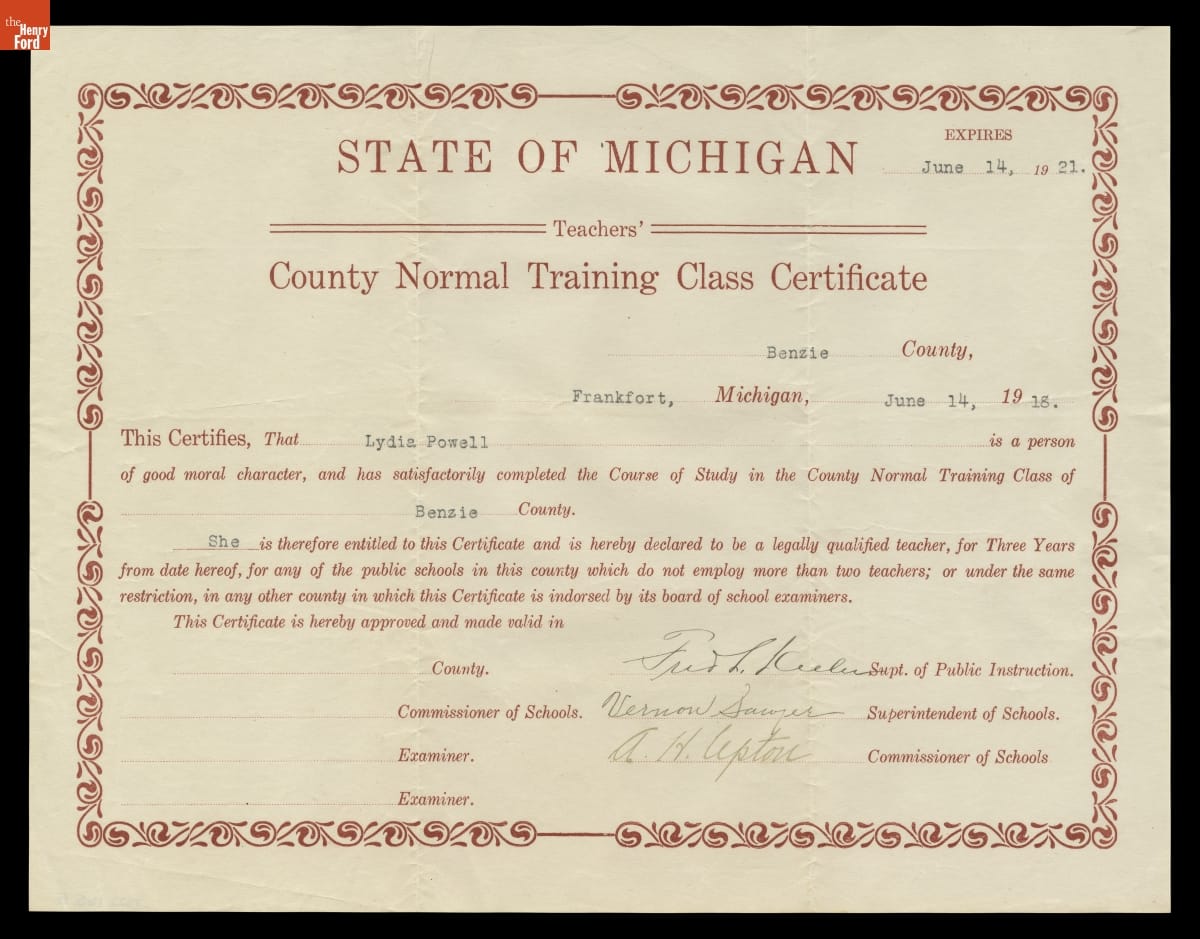 the
Henry
Ford
EXPIRES
STATE OF MICHIGAN
June 14, 1921.
Teachers'
County Normal Training Class Certificate
Benzie County,
Frankfort, Michigan, June 14, 1918.
This Certifies, That Lydia Powell is a person
of good moral character, and has satisfactorily completed the Course of Study in the County Normal Training Class of
Benzie County.
She is therefore entitled to this Certificate and is hereby declared to be a legally qualified teacher, for Three Years
from date hereof, for any of the public schools in this county which do not employ more than two teachers; or under the same
restriction, in any other county in which this Certificate is indorsed by its board of school examiners.
This Certificate is hereby approved and made valid in
County. Fred L. Keeler Supt. of Public Instruction.
Commissioner of Schools. Vernon Sawyer Superintendent of Schools.
Examiner. A. H. Upton Commissioner of Schools
Examiner.